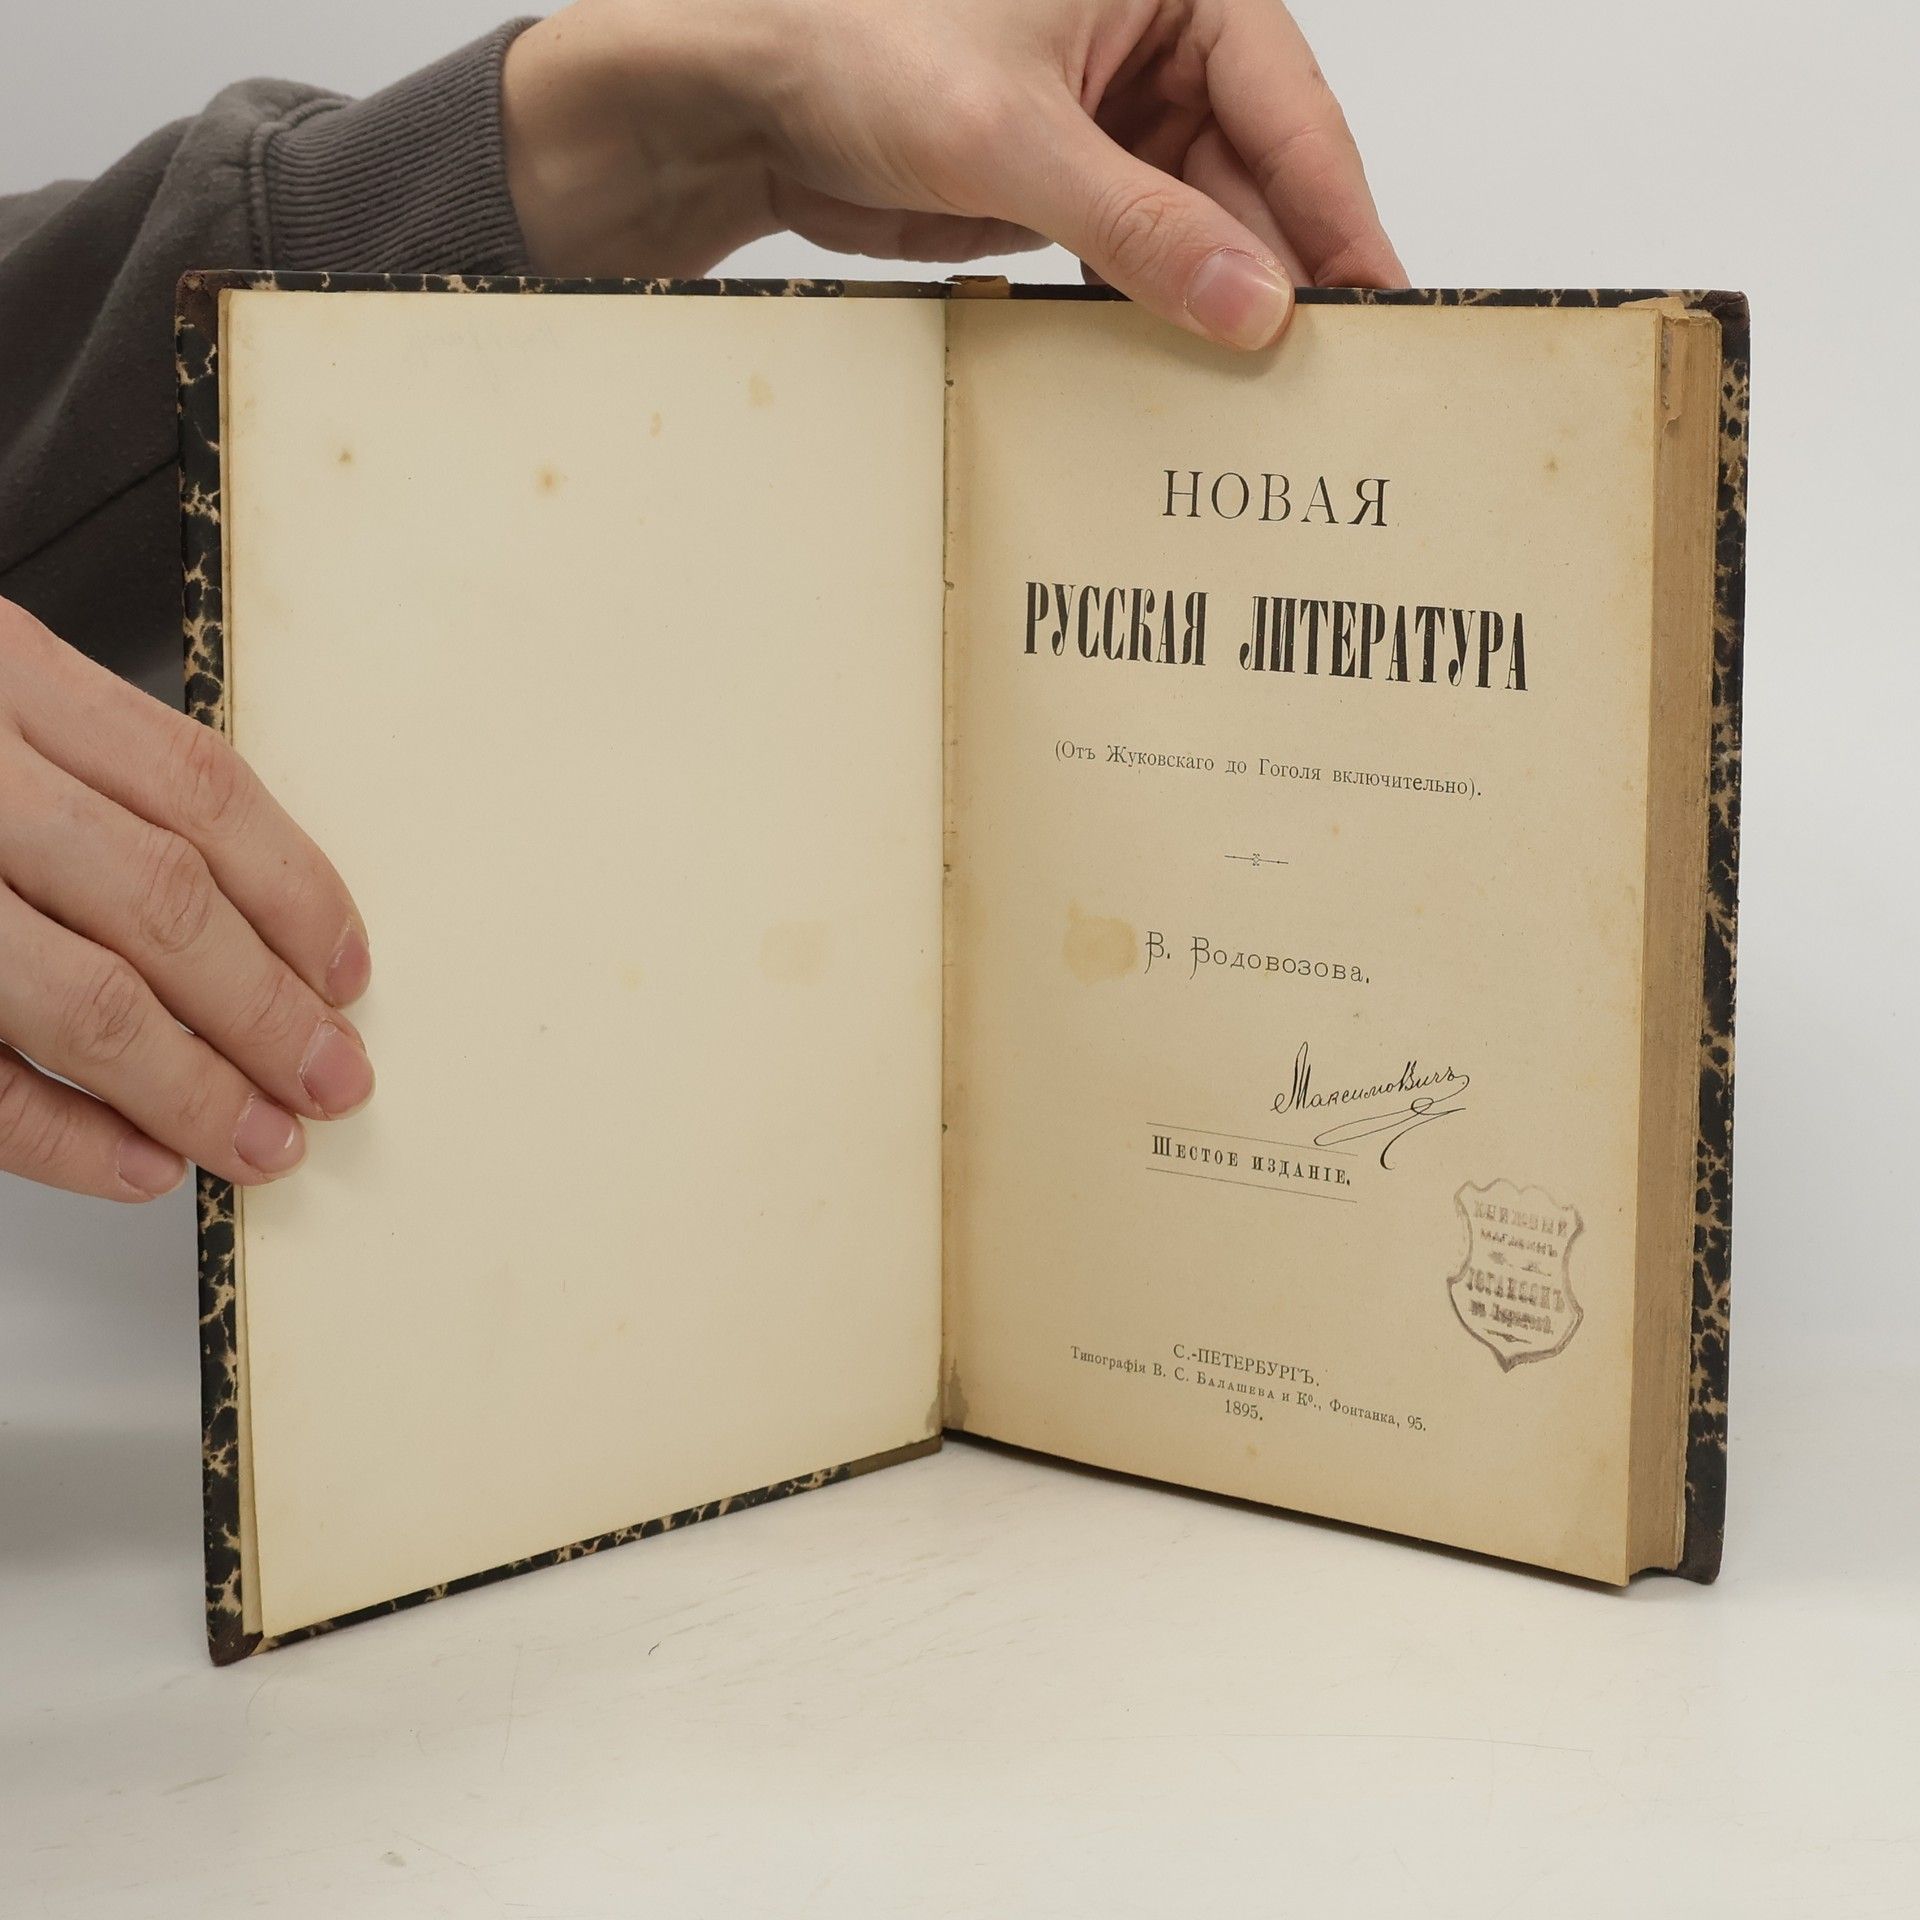 НОВАЯ
РУССКАЯ ЛИТЕРАТУРА
(Отъ Жуковскаго до Гоголя включительно).
В. Водовозова.
Максимовичъ
Шестое изданіе.
КНИЖНЫЙ
С.-ПЕТЕРБУРГЪ.
Типографія В. С. Балашева и Ко., Фонтанка, 95.
1895.